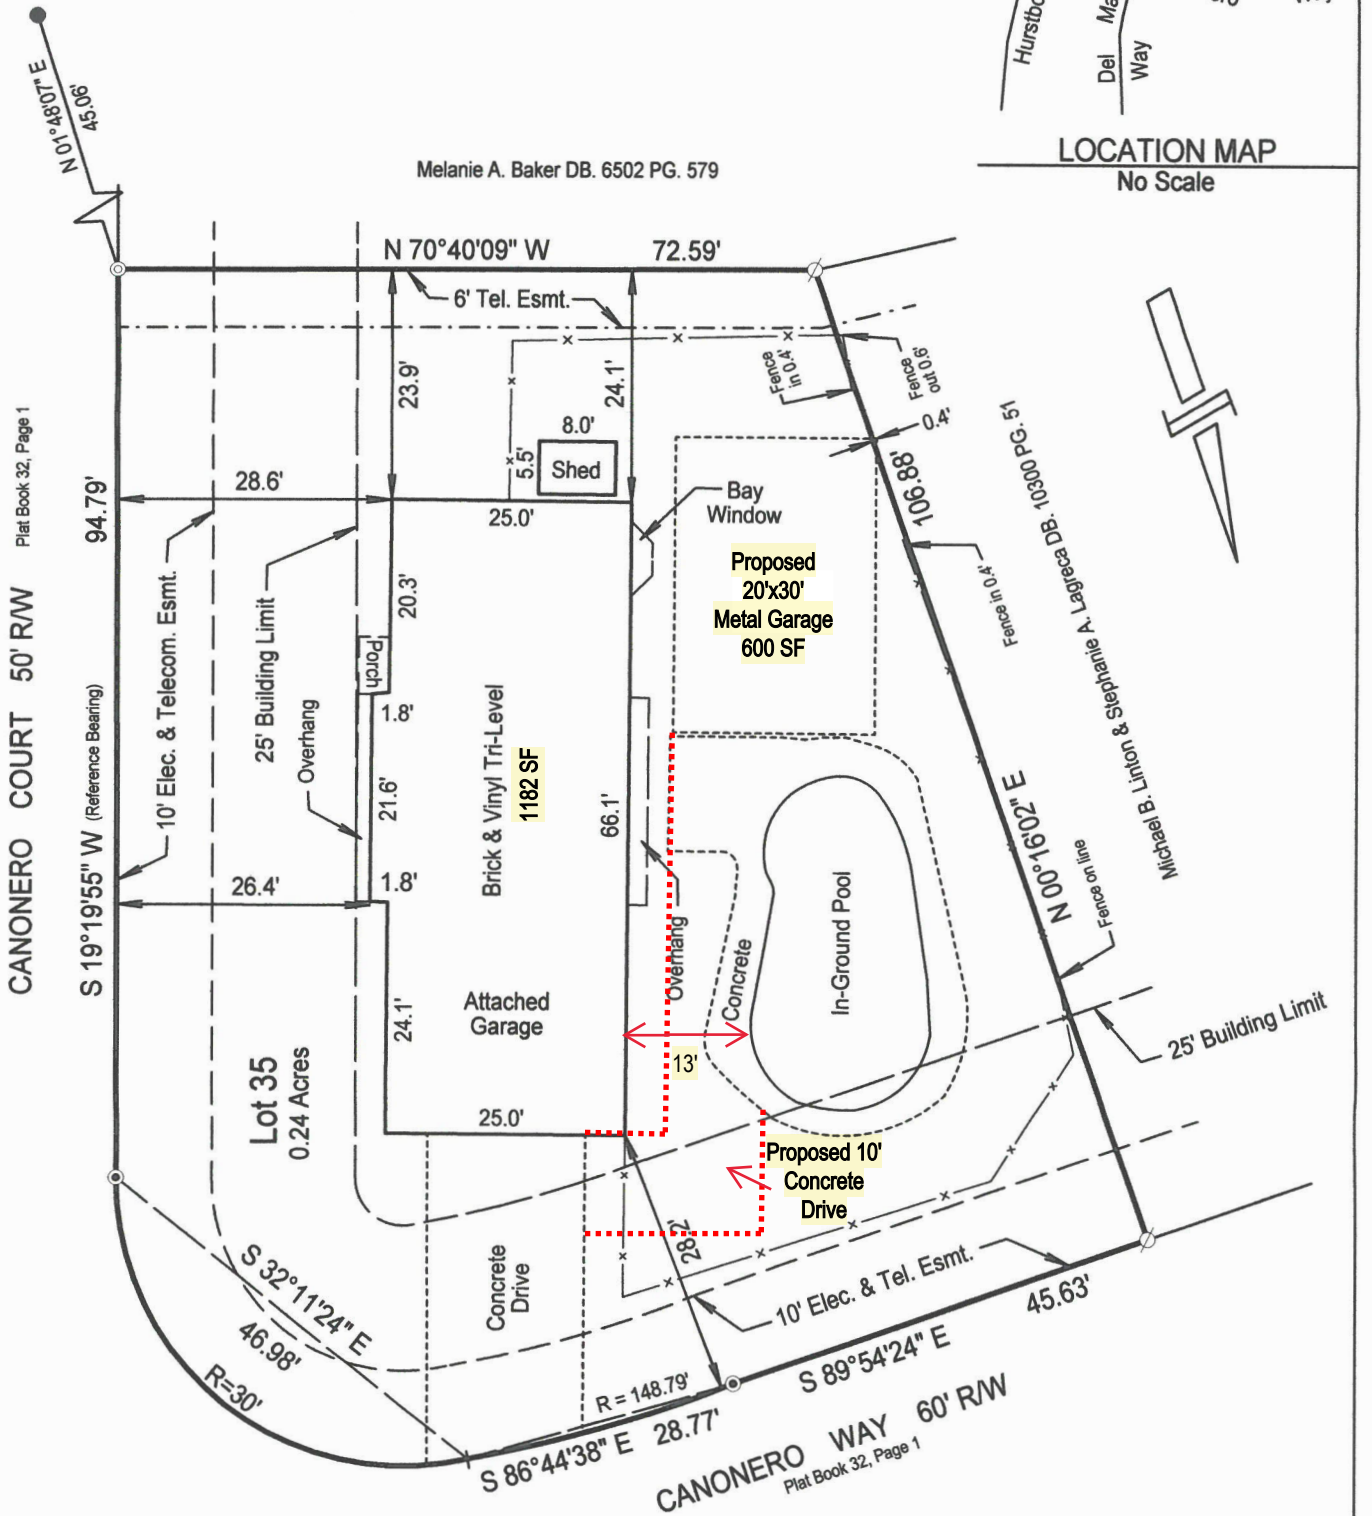 Hurstbo
Del
Ma
Way
LOCATION MAP
No Scale
N 01°48'07" E
45.06'
Melanie A. Baker DB. 6502 PG. 579
N 70°40'09" W 72.59'
6' Tel. Esmt.
Fence
in 0.4'
Fence
out 0.6'
0.4'
23.9'
24.1'
8.0'
5.5'
Shed
Plat Book 32, Page 1
CANONERO COURT 50' R/W
94.79'
S 19°19'55" W (Reference Bearing)
28.6'
25.0'
Bay
Window
106.88'
N 00°16'02" E
Michael B. Linton & Stephanie A. Lagreca DB. 10300 PG. 51
Fence in 0.4'
Fence on line
Proposed
20'x30'
Metal Garage
600 SF
10' Elec. & Telecom. Esmt.
25' Building Limit
20.3'
Porch
1.8'
Overhang
21.6'
Brick & Vinyl Tri-Level
1182 SF
66.1'
26.4'
1.8'
Overhang
Concrete
In-Ground Pool
Attached
Garage
24.1'
13'
25' Building Limit
Lot 35
0.24 Acres
25.0'
Proposed 10'
Concrete
Drive
28.2'
Concrete
Drive
S 32°11'24" E
46.98'
R=30'
10' Elec. & Tel. Esmt.
45.63'
S 89°54'24" E
R = 148.79'
S 86°44'38" E 28.77'
CANONERO WAY 60' R/W
Plat Book 32, Page 1